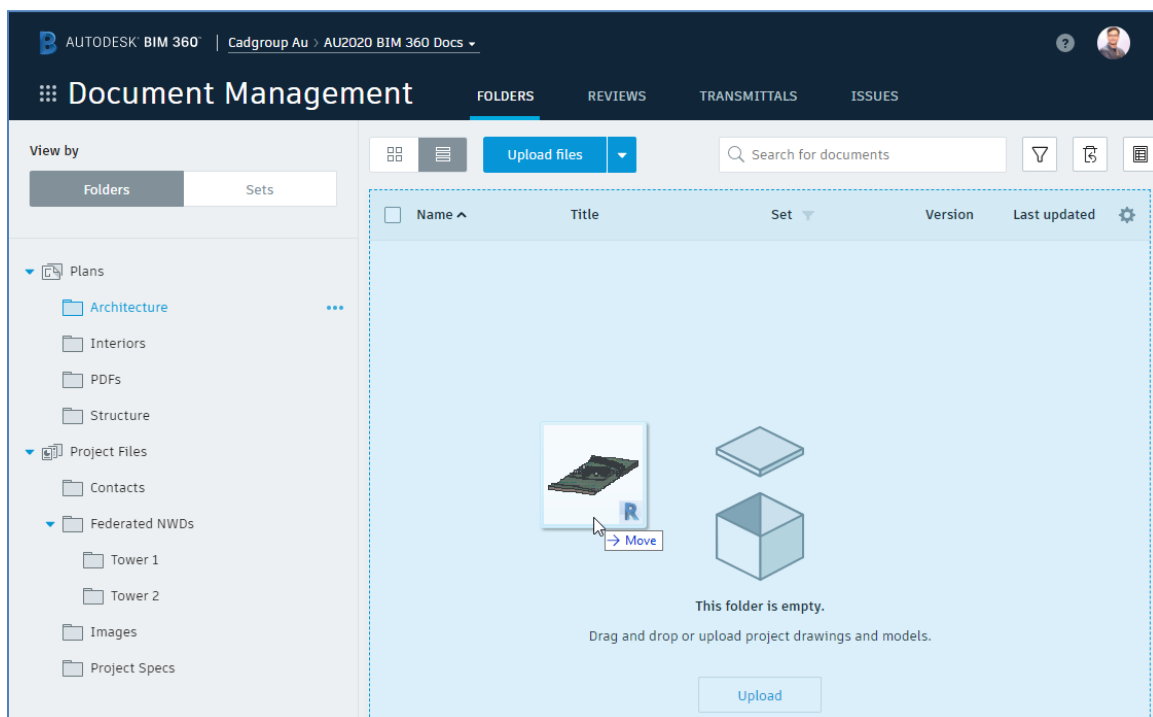 AUTODESK® BIM 360™ | Cadgroup Au > AU2020 BIM 360 Docs
Document Management
FOLDERS REVIEWS TRANSMITTALS ISSUES
View by
Folders Sets
Plans
Architecture
Interiors
PDFs
Structure
Project Files
Contacts
Federated NWDs
Tower 1
Tower 2
Images
Project Specs
Upload files
Search for documents
Name Title Set Version Last updated
R
→ Move
This folder is empty.
Drag and drop or upload project drawings and models.
Upload